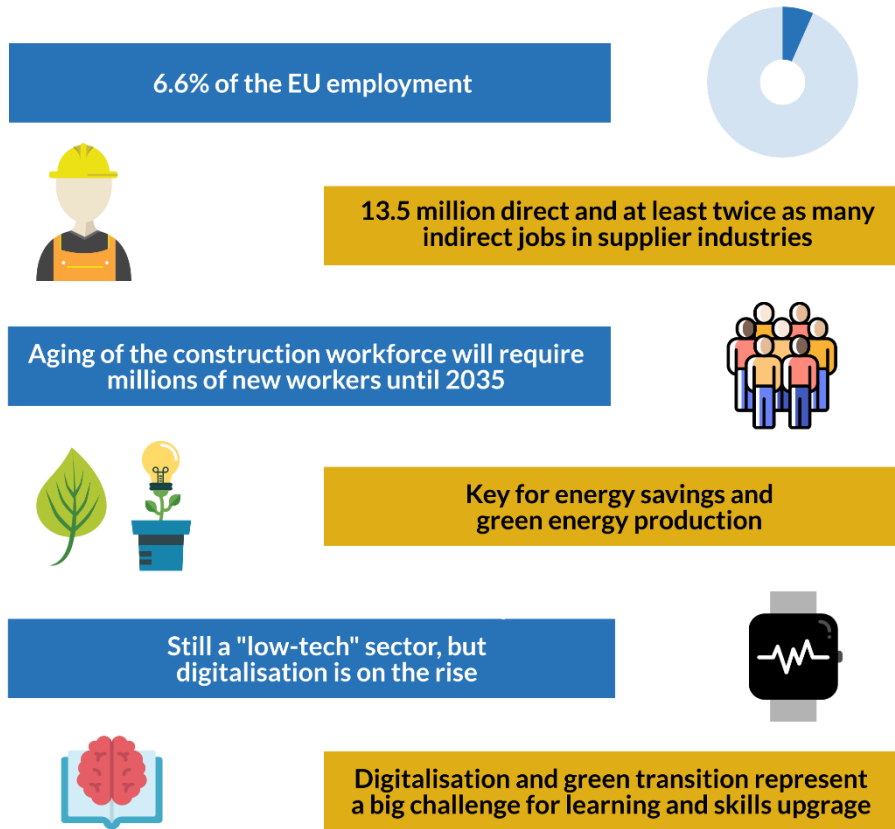 6.6% of the EU employment
13.5 million direct and at least twice as many
indirect jobs in supplier industries
Aging of the construction workforce will require
millions of new workers until 2035
Key for energy savings and
green energy production
Still a "low-tech" sector, but
digitalisation is on the rise
Digitalisation and green transition represent
a big challenge for learning and skills upgrage